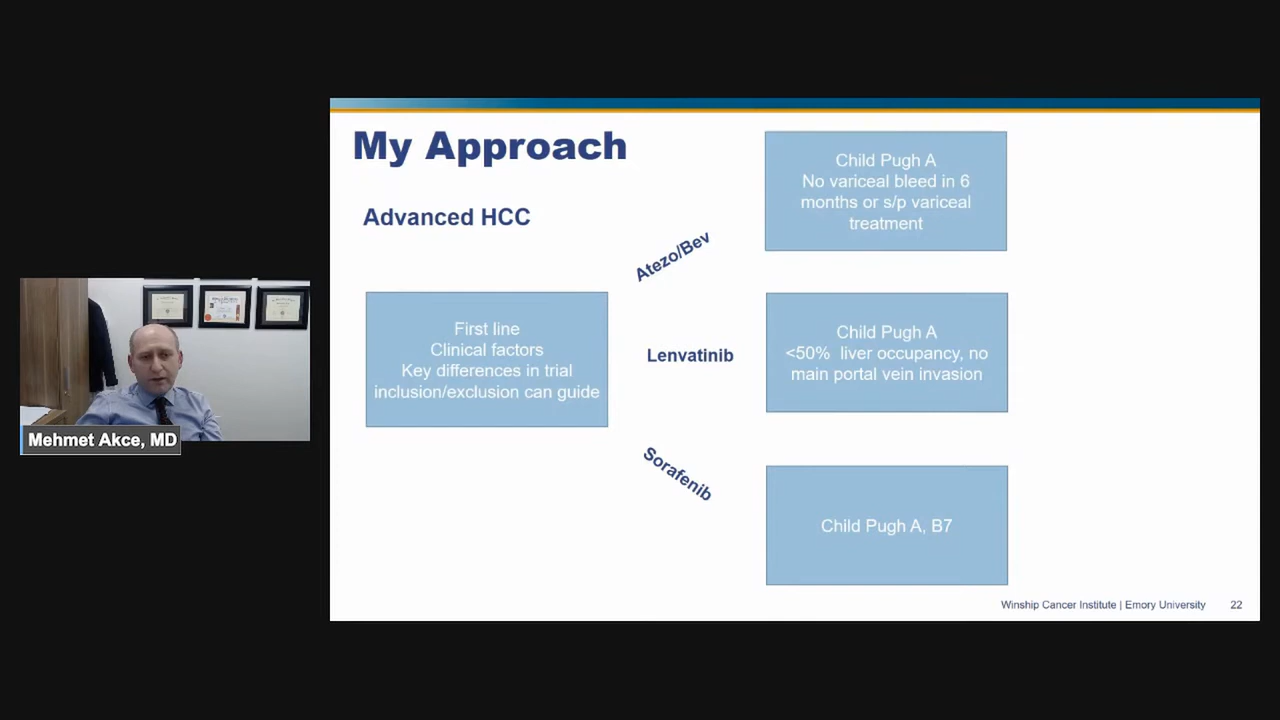 My Approach
Advanced HCC
First line
Clinical factors
Key differences in trial
inclusion/exclusion can guide
Atezo/Bev
Lenvatinib
Sorafenib
Child Pugh A
No variceal bleed in 6
months or s/p variceal
treatment
Child Pugh A
<50% liver occupancy, no
main portal vein invasion
Child Pugh A, B7
Winship Cancer Institute | Emory University 22
Mehmet Akce, MD